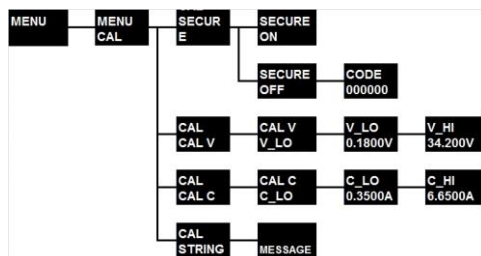 MENU
MENU
CAL
SECUR
E
SECURE
ON
SECURE
OFF
CODE
000000
CAL
CAL V
CAL V
V_LO
V_LO
0.1800V
V_HI
34.200V
CAL
CAL C
CAL C
C_LO
C_LO
0.3500A
C_HI
6.6500A
CAL
STRING
MESSAGE